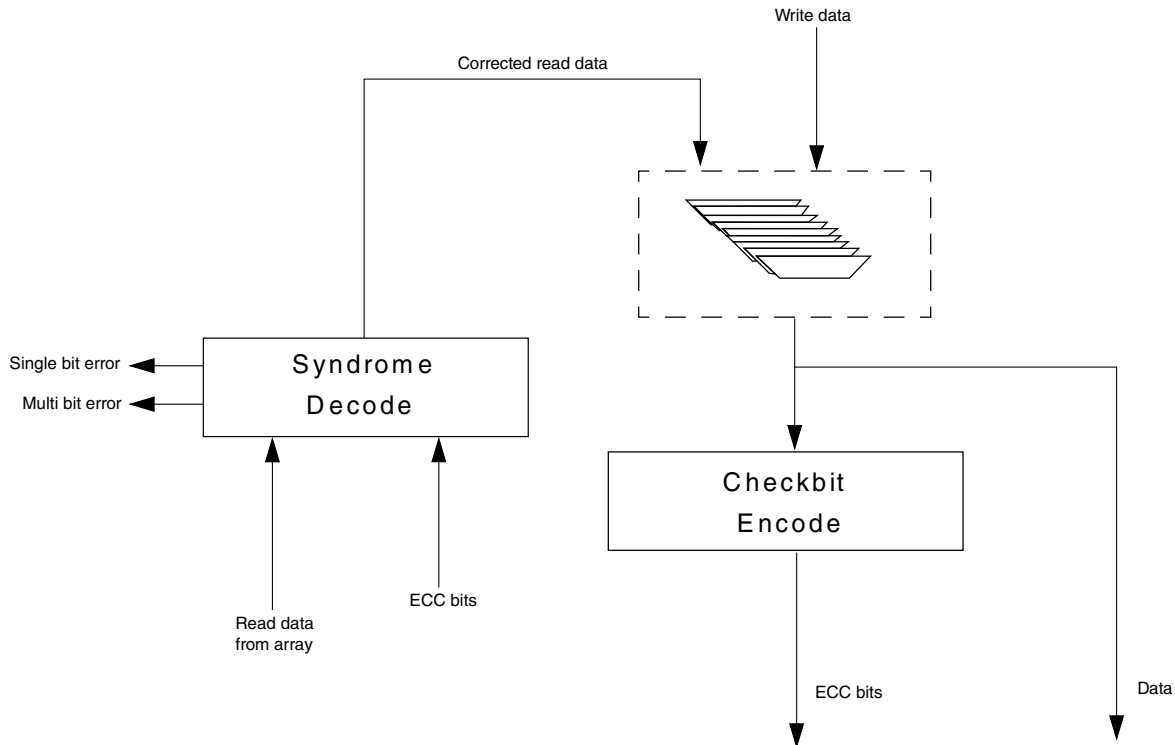 Write data
Corrected read data
Single bit error
Multi bit error
Syndrome
Decode
Checkbit
Encode
ECC bits
Read data
from array
ECC bits
Data